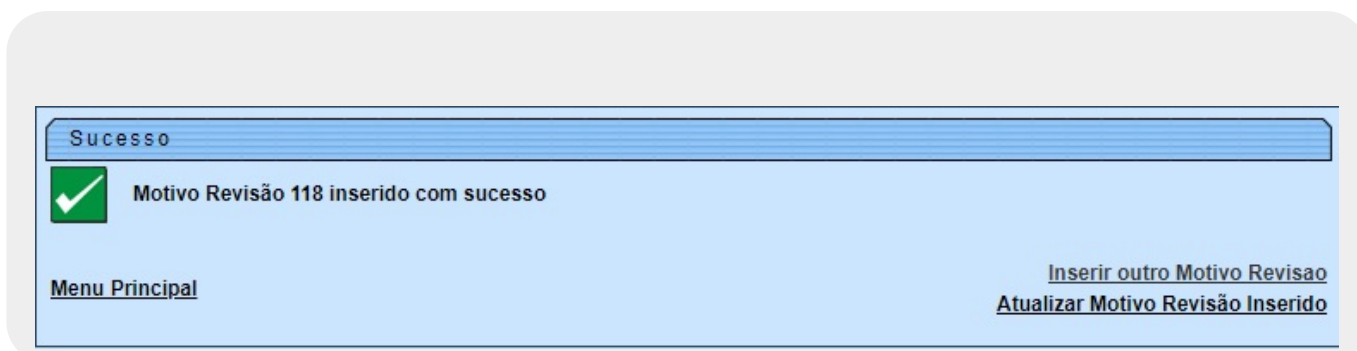 Sucesso
Motivo Revisão 118 inserido com sucesso
Inserir outro Motivo Revisao
Menu Principal
Atualizar Motivo Revisão Inserido